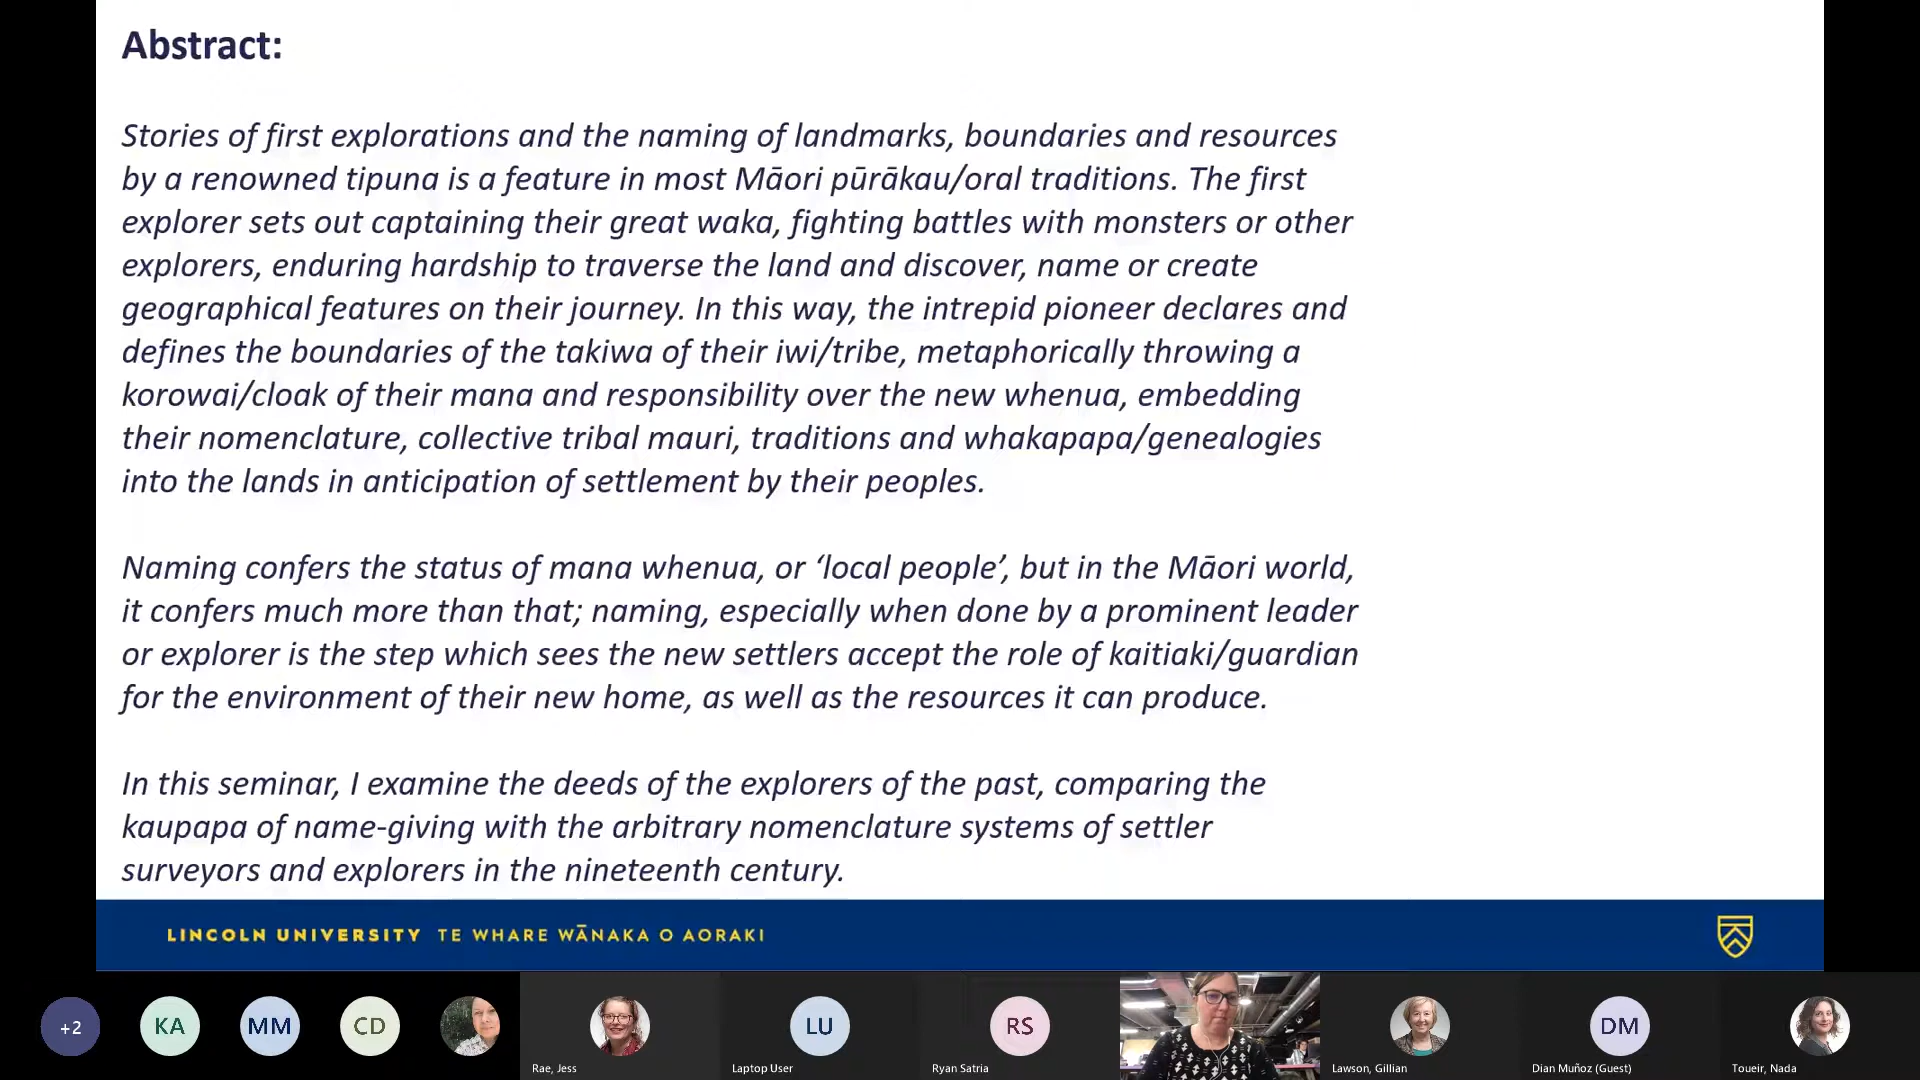 Abstract:
Stories of first explorations and the naming of landmarks, boundaries and resources
by a renowned tipuna is a feature in most Māori pūrākau/oral traditions. The first
explorer sets out captaining their great waka, fighting battles with monsters or other
explorers, enduring hardship to traverse the land and discover, name or create
geographical features on their journey. In this way, the intrepid pioneer declares and
defines the boundaries of the takiwa of their iwi/tribe, metaphorically throwing a
korowai/cloak of their mana and responsibility over the new whenua, embedding
their nomenclature, collective tribal mauri, traditions and whakapapa/genealogies
into the lands in anticipation of settlement by their peoples.
Naming confers the status of mana whenua, or ‘local people’, but in the Māori world,
it confers much more than that; naming, especially when done by a prominent leader
or explorer is the step which sees the new settlers accept the role of kaitiaki/guardian
for the environment of their new home, as well as the resources it can produce.
In this seminar, I examine the deeds of the explorers of the past, comparing the
kaupapa of name-giving with the arbitrary nomenclature systems of settler
surveyors and explorers in the nineteenth century.
LINCOLN UNIVERSITY TE WHARE WĀNAKA O AORAKI
+2 KA MM CD LU RS DM
Rae, Jess Laptop User Ryan Satria Lawson, Gillian Dian Muñoz (Guest) Toueir, Nada